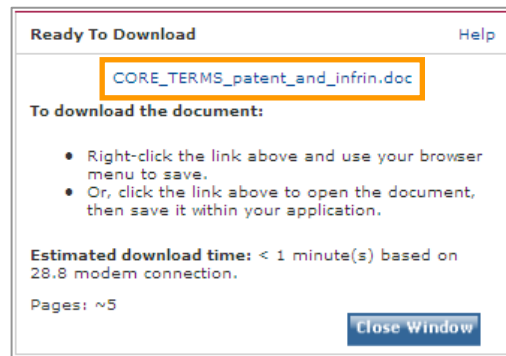 Ready To Download Help
CORE_TERMS_patent_and_infrin.doc
To download the document:
● Right-click the link above and use your browser
menu to save.
● Or, click the link above to open the document,
then save it within your application.
Estimated download time: < 1 minute(s) based on
28.8 modem connection.
Pages: ~5
Close Window